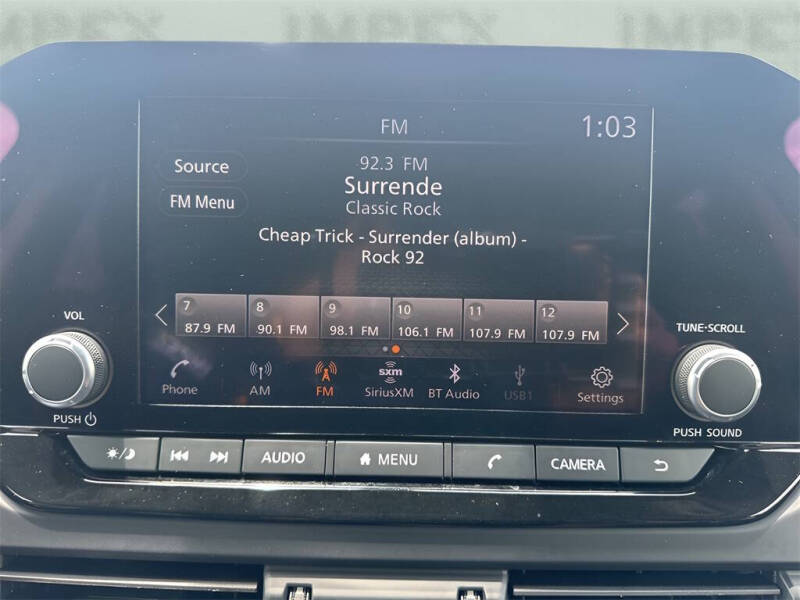 IMPEX IMPEX
FM
1:03
Source
92.3 FM
Surrende
FM Menu
Classic Rock
Cheap Trick - Surrender (album) -
Rock 92
7 8 9 10 11 12
87.9 FM 90.1 FM 98.1 FM 106.1 FM 107.9 FM 107.9 FM
VOL
TUNE•SCROLL
Phone AM FM sxm SiriusXM BT Audio USB1 Settings
PUSH
PUSH SOUND
AUDIO MENU CAMERA